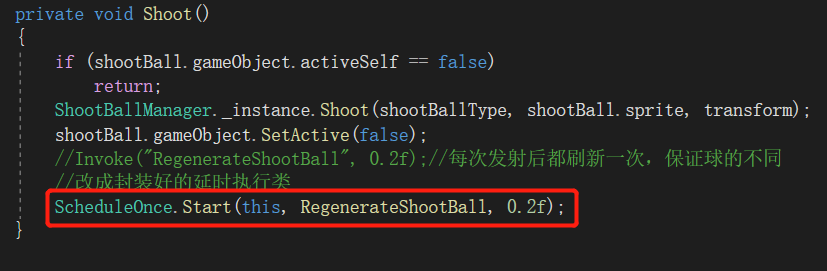 private void Shoot()
{
if (shootBall.gameObject.activeSelf == false)
return;
ShootBallManager._instance.Shoot(shootBallType, shootBall.sprite, transform);
shootBall.gameObject.SetActive(false);
//Invoke("RegenerateShootBall", 0.2f);//每次发射后都刷新一次，保证球的不同
//改成封装好的延时执行类
ScheduleOnce.Start(this, RegenerateShootBall, 0.2f);
}